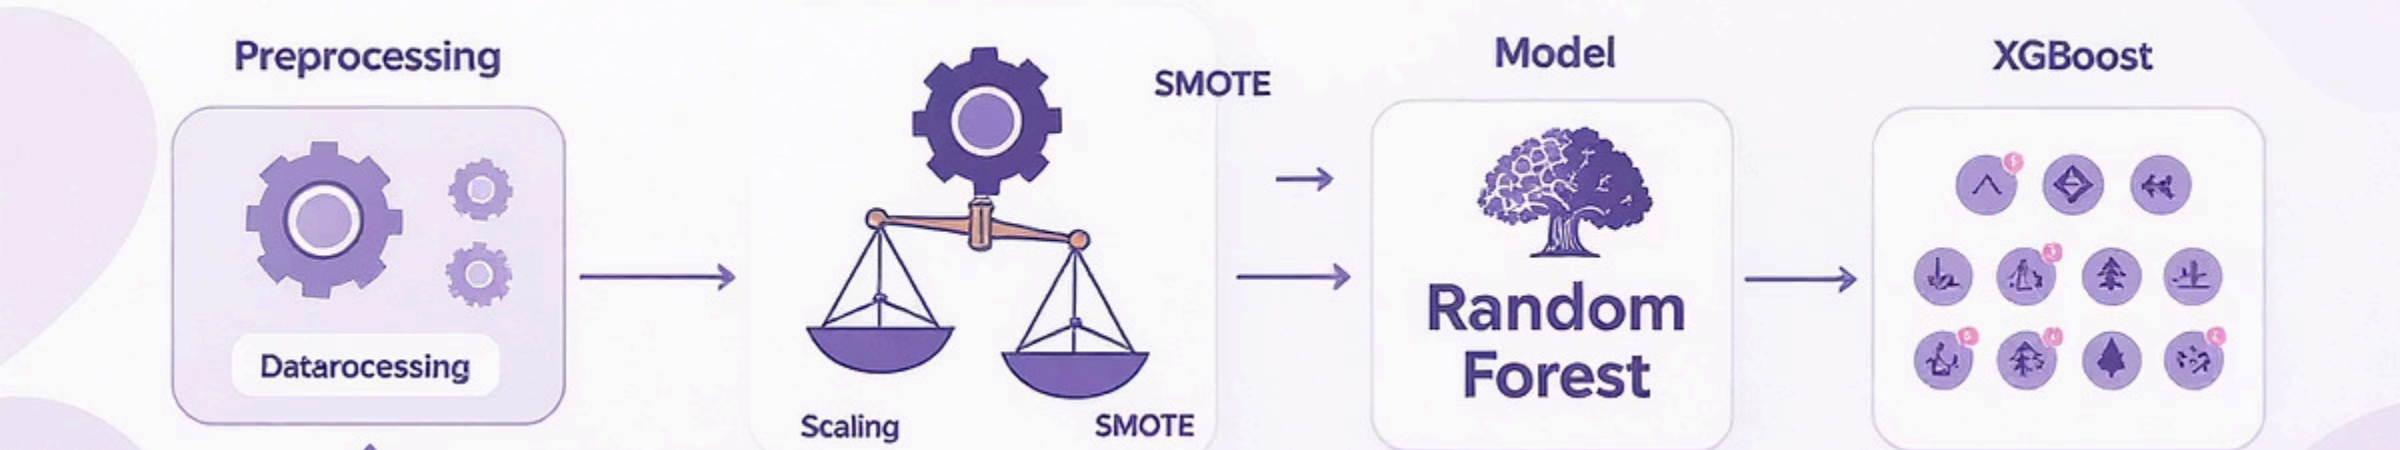 Preprocessing
Datarocessing
SMOTE
Scaling
SMOTE
Model
Random
Forest
XGBoost